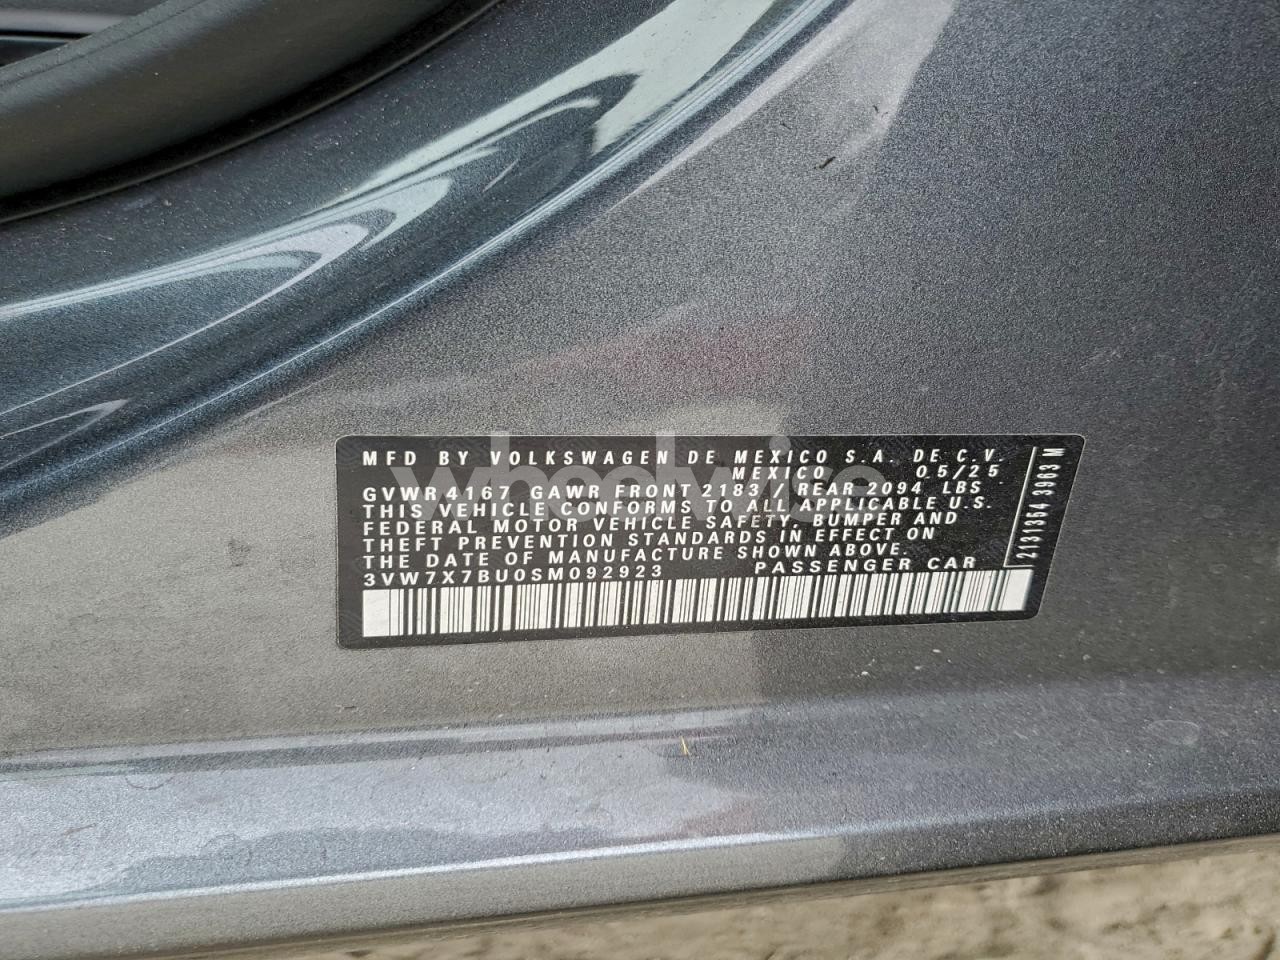 MFD BY VOLKSWAGEN DE MEXICO S.A. DE C.V.
MEXICO 05/25
GVWR 4167 GAWR FRONT 2183 / REAR 2094 LBS
THIS VEHICLE CONFORMS TO ALL APPLICABLE U.S.
FEDERAL MOTOR VEHICLE SAFETY, BUMPER AND
THEFT PREVENTION STANDARDS IN EFFECT ON
THE DATE OF MANUFACTURE SHOWN ABOVE.
3VW7X7BU0SM092923 PASSENGER CAR
2131354 3963 M
wheelwise